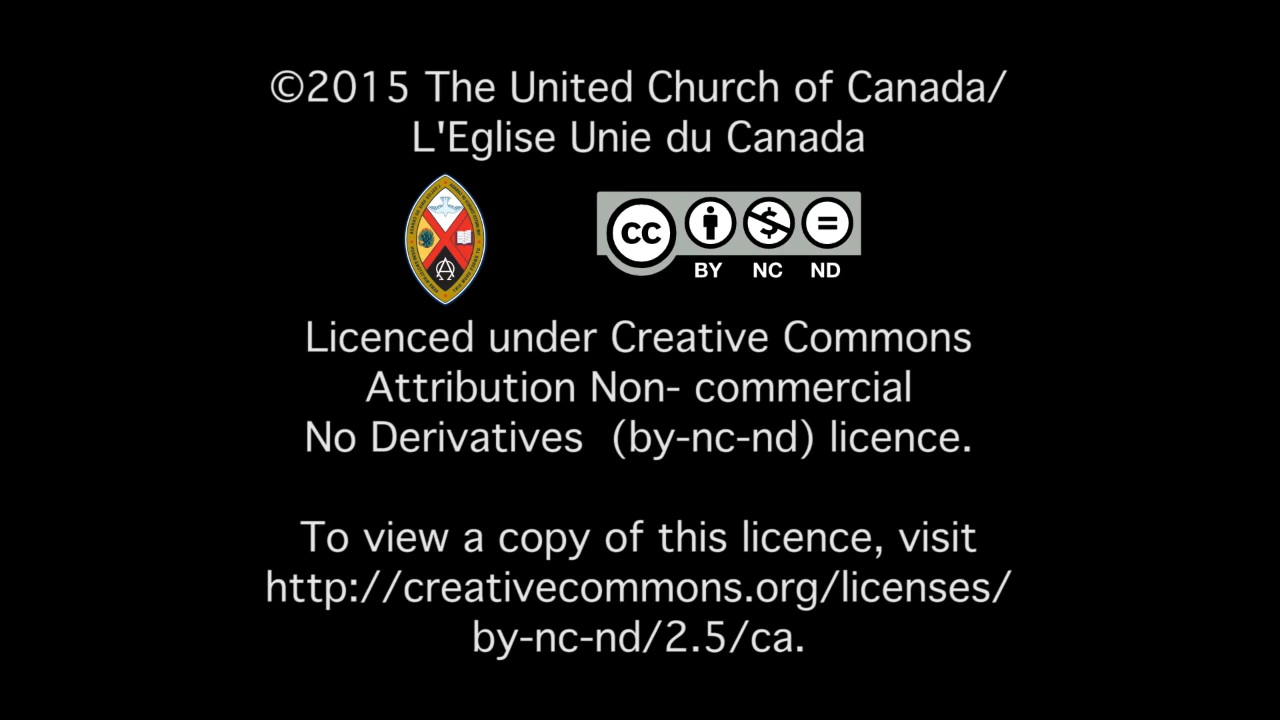 ©2015 The United Church of Canada/
L'Eglise Unie du Canada
cc
BY NC ND
Licenced under Creative Commons
Attribution Non- commercial
No Derivatives (by-nc-nd) licence.
To view a copy of this licence, visit
http://creativecommons.org/licenses/
by-nc-nd/2.5/ca.